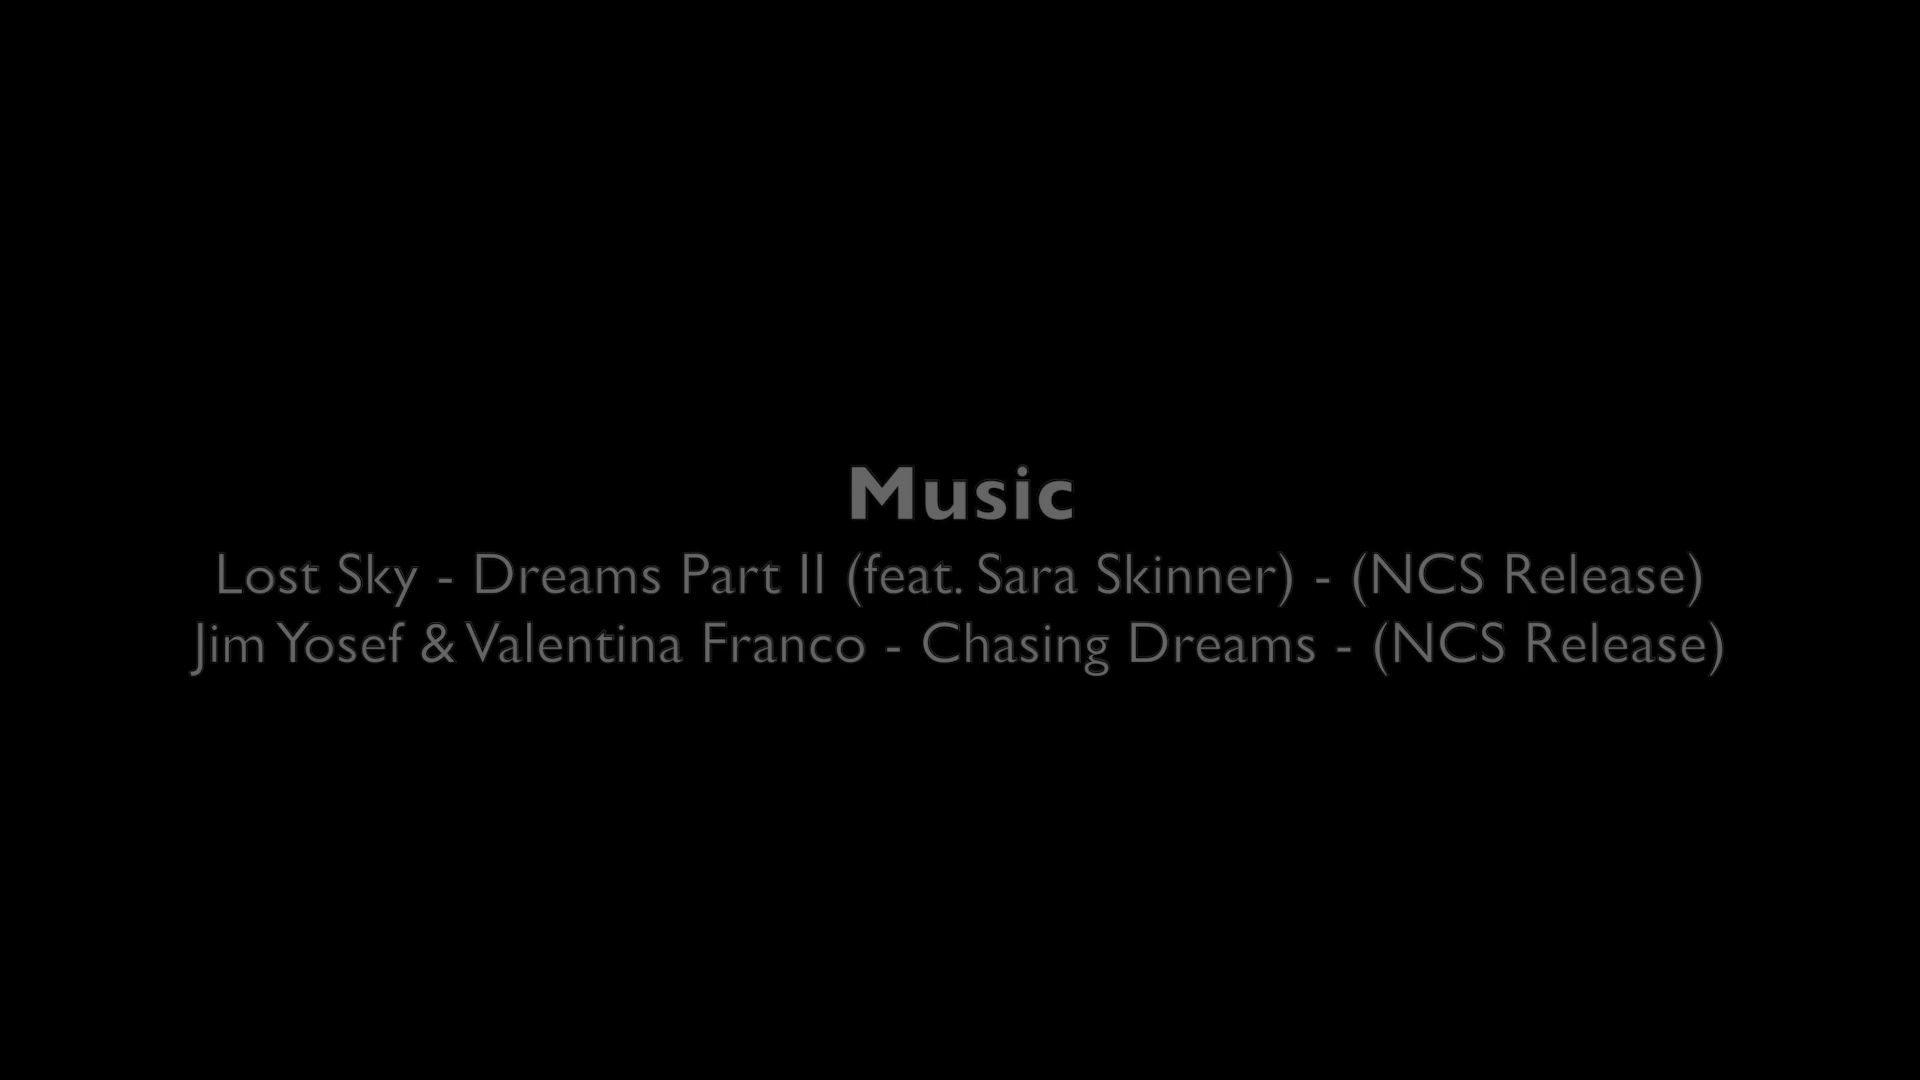 Music
Lost Sky - Dreams Part II (feat. Sara Skinner) - (NCS Release)
Jim Yosef & Valentina Franco - Chasing Dreams - (NCS Release)